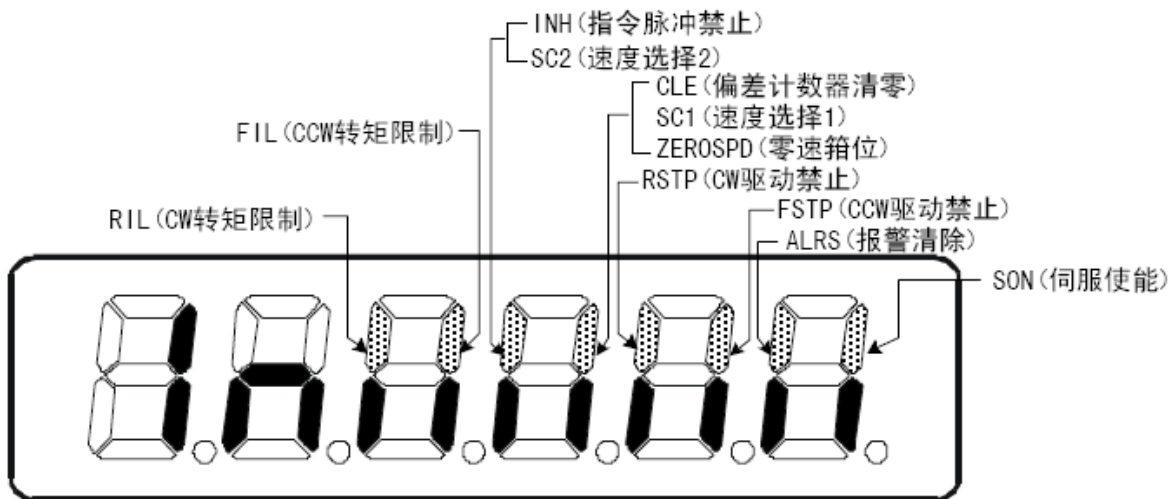 INH(指令脉冲禁止)
SC2(速度选择2)
CLE(偏差计数器清零)
SC1(速度选择1)
FIL(CCW转矩限制)
ZEROSPD(零速箝位)
RSTP(CW驱动禁止)
RIL(CW转矩限制)
FSTP(CCW驱动禁止)
ALRS(报警清除)
SON(伺服使能)